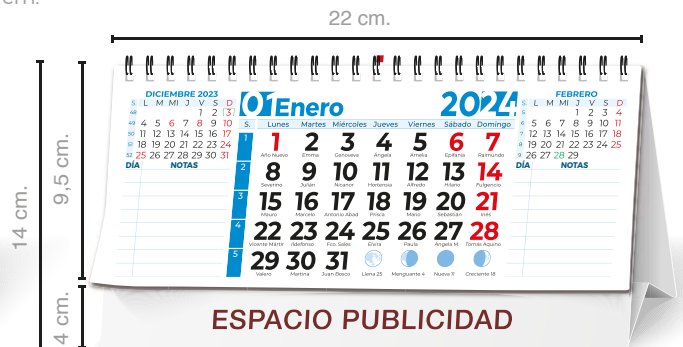 cm.
22 cm.
14 cm.
9,5 cm.
4 cm.
DICIEMBRE 2023
S. L M MI J V S D
48 1 2 3
49 4 5 6 7 8 9 10
50 11 12 13 14 15 16 17
51 18 19 20 21 22 23 24
52 25 26 27 28 29 30 31
DÍA NOTAS
01 Enero 2024
S. Lunes Martes Miércoles Jueves Viernes Sábado Domingo
1 1 2 3 4 5 6 7
Año Nuevo Emma Genoveva Ángela Amelia Epifanía Raimundo
2 8 9 10 11 12 13 14
Severino Julián Nicanor Hortensia Alfredo Hilario Fulgencio
3 15 16 17 18 19 20 21
Mauro Marcelo Antonio Abad Prisca Mario Sebastián Inés
4 22 23 24 25 26 27 28
Vicente Mártir Ildefonso Fco. Sales Elvira Paula Ángela M. Tomás Aquino
5 29 30 31
Valero Martina Juan Bosco Llena 25 Menguante 4 Nueva 11 Creciente 18
FEBRERO
S. L M MI J V S D
5 1 2 3 4
6 5 6 7 8 9 10 11
7 12 13 14 15 16 17 18
8 19 20 21 22 23 24 25
9 26 27 28 29
DÍA NOTAS
ESPACIO PUBLICIDAD